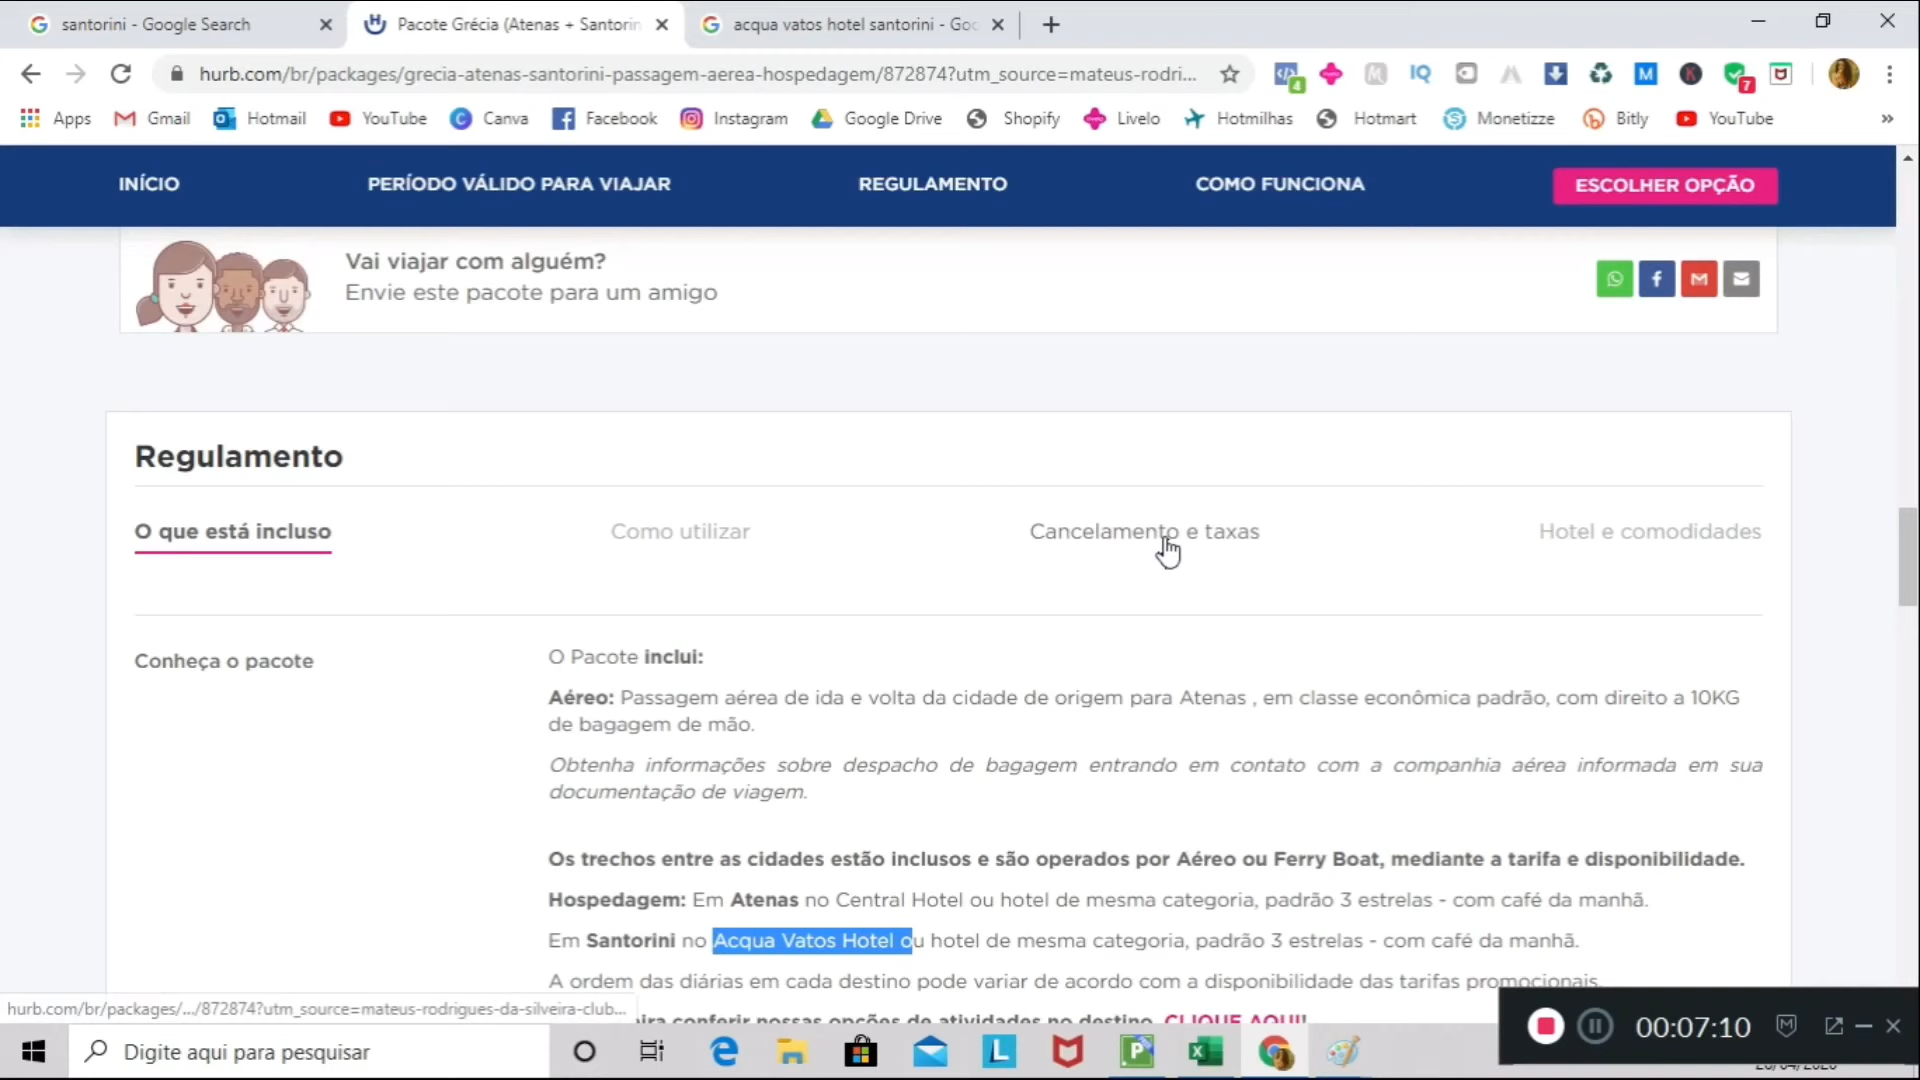 santorini - Google Search
Pacote Grécia (Atenas + Santorin
acqua vatos hotel santorini - Goo
hurb.com/br/packages/grecia-atenas-santorini-passagem-aerea-hospedagem/872874?utm_source=mateus-rodri...
Apps Gmail Hotmail YouTube Canva Facebook Instagram Google Drive Shopify Livelo Hotmilhas Hotmart Monetizze Bitly YouTube »
INÍCIO PERÍODO VÁLIDO PARA VIAJAR REGULAMENTO COMO FUNCIONA ESCOLHER OPÇÃO
Vai viajar com alguém?
Envie este pacote para um amigo
Regulamento
O que está incluso Como utilizar Cancelamento e taxas Hotel e comodidades
Conheça o pacote
O Pacote inclui:
Aéreo: Passagem aérea de ida e volta da cidade de origem para Atenas , em classe econômica padrão, com direito a 10KG
de bagagem de mão.
Obtenha informações sobre despacho de bagagem entrando em contato com a companhia aérea informada em sua
documentação de viagem.
Os trechos entre as cidades estão inclusos e são operados por Aéreo ou Ferry Boat, mediante a tarifa e disponibilidade.
Hospedagem: Em Atenas no Central Hotel ou hotel de mesma categoria, padrão 3 estrelas - com café da manhã.
Em Santorini no Acqua Vatos Hotel ou hotel de mesma categoria, padrão 3 estrelas - com café da manhã.
A ordem das diárias em cada destino pode variar de acordo com a disponibilidade das tarifas promocionais.
conferir nossas opções de atividades no destino, CLIQUE AQUI!
hurb.com/br/packages/.../872874?utm_source=mateus-rodrigues-da-silveira-club...
Digite aqui para pesquisar
00:07:10